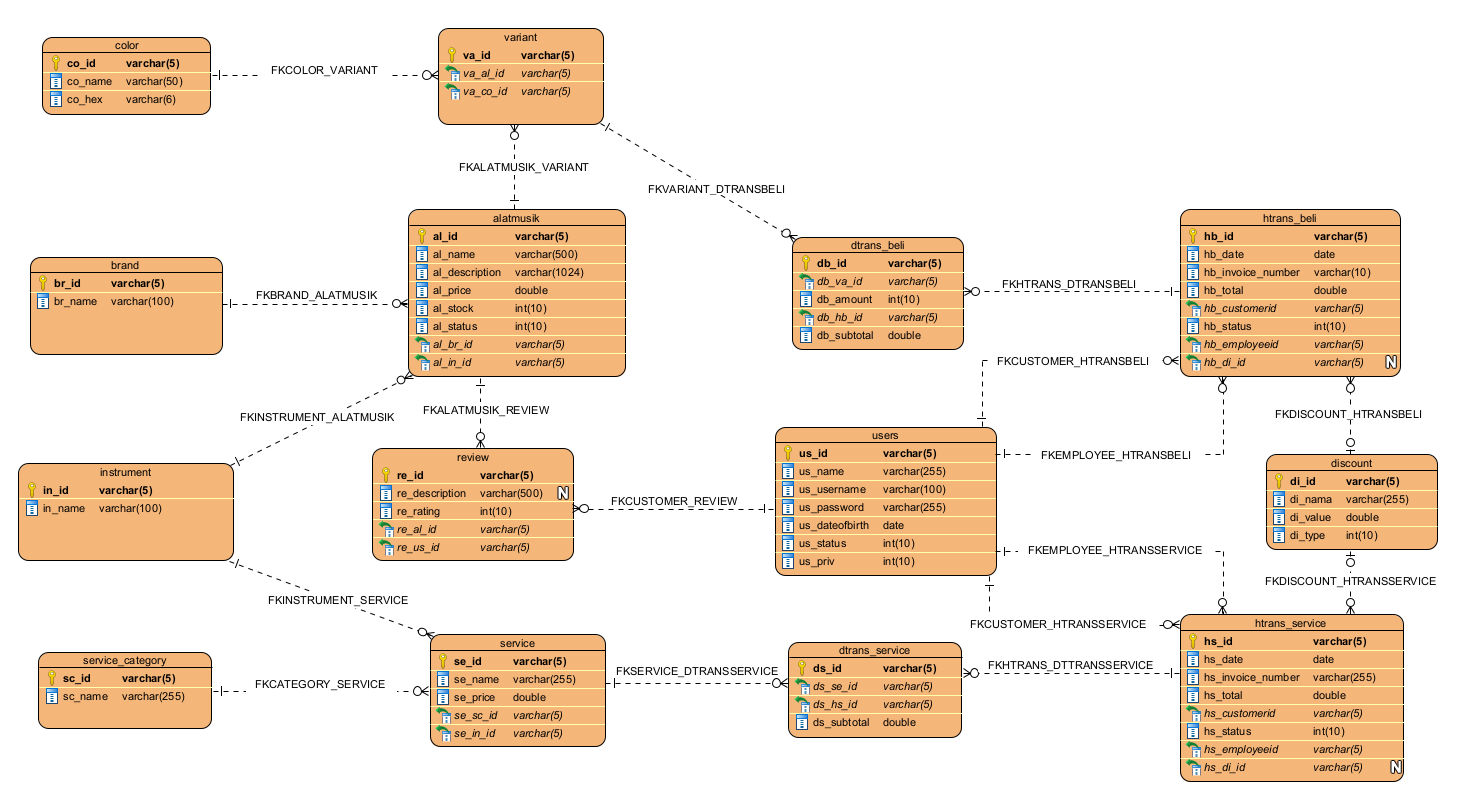 color
co_id varchar(5)
co_name varchar(50)
co_hex varchar(6)
FKCOLOR_VARIANT
variant
va_id varchar(5)
va_al_id varchar(5)
va_co_id varchar(5)
FKALATMUSIK_VARIANT
FKVARIANT_DTRANSBELI
brand
br_id varchar(5)
br_name varchar(100)
FKBRAND_ALATMUSIK
alatmusik
al_id varchar(5)
al_name varchar(500)
al_description varchar(1024)
al_price double
al_stock int(10)
al_status int(10)
al_br_id varchar(5)
al_in_id varchar(5)
dtrans_beli
db_id varchar(5)
db_va_id varchar(5)
db_amount int(10)
db_hb_id varchar(5)
db_subtotal double
FKHTRANS_DTRANSBELI
htrans_beli
hb_id varchar(5)
hb_date date
hb_invoice_number varchar(10)
hb_total double
hb_customerid varchar(5)
hb_status int(10)
hb_employeeid varchar(5)
hb_di_id varchar(5) N
FKCUSTOMER_HTRANSBELI
FKINSTRUMENT_ALATMUSIK
FKALATMUSIK_REVIEW
FKDISCOUNT_HTRANSBELI
instrument
in_id varchar(5)
in_name varchar(100)
review
re_id varchar(5)
re_description varchar(500) N
re_rating int(10)
re_al_id varchar(5)
re_us_id varchar(5)
FKCUSTOMER_REVIEW
users
us_id varchar(5)
us_name varchar(255)
us_username varchar(100)
us_password varchar(255)
us_dateofbirth date
us_status int(10)
us_priv int(10)
FKEMPLOYEE_HTRANSBELI
discount
di_id varchar(5)
di_nama varchar(255)
di_value double
di_type int(10)
FKEMPLOYEE_HTRANSSERVICE
FKDISCOUNT_HTRANSSERVICE
FKINSTRUMENT_SERVICE
FKCUSTOMER_HTRANSSERVICE
service_category
sc_id varchar(5)
sc_name varchar(255)
FKCATEGORY_SERVICE
service
se_id varchar(5)
se_name varchar(255)
se_price double
se_sc_id varchar(5)
se_in_id varchar(5)
FKSERVICE_DTRANSSERVICE
dtrans_service
ds_id varchar(5)
ds_se_id varchar(5)
ds_hs_id varchar(5)
ds_subtotal double
FKHTRANS_DTTRANSSERVICE
htrans_service
hs_id varchar(5)
hs_date date
hs_invoice_number varchar(255)
hs_total double
hs_customerid varchar(5)
hs_status int(10)
hs_employeeid varchar(5)
hs_di_id varchar(5) N